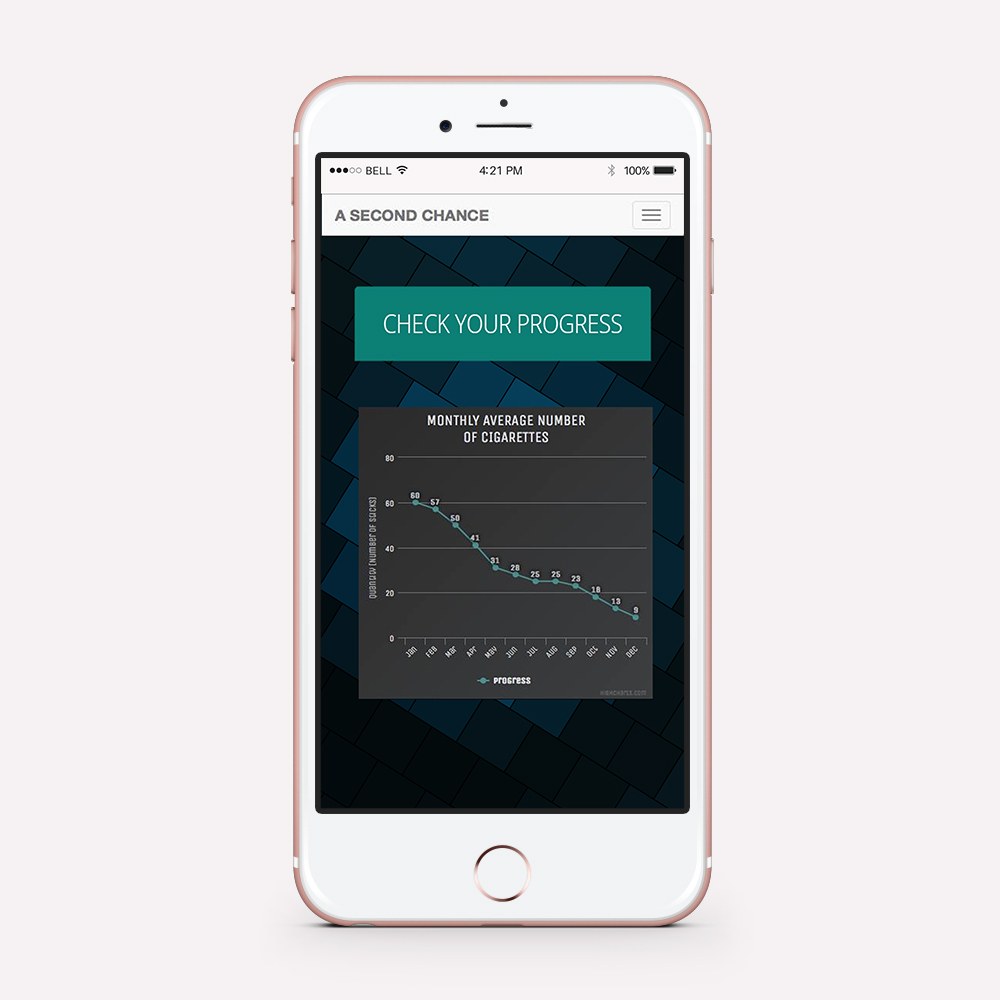 BELL
4:21 PM
100%
A SECOND CHANCE
CHECK YOUR PROGRESS
MONTHLY AVERAGE NUMBER
OF CIGARETTES
Quantity (Number of Sticks)
80
60
40
20
0
60
57
50
41
31
28
25
25
23
18
13
9
Jan
Feb
Mar
Apr
May
Jun
Jul
Aug
Sep
Oct
Nov
Dec
Progress
Highcharts.com